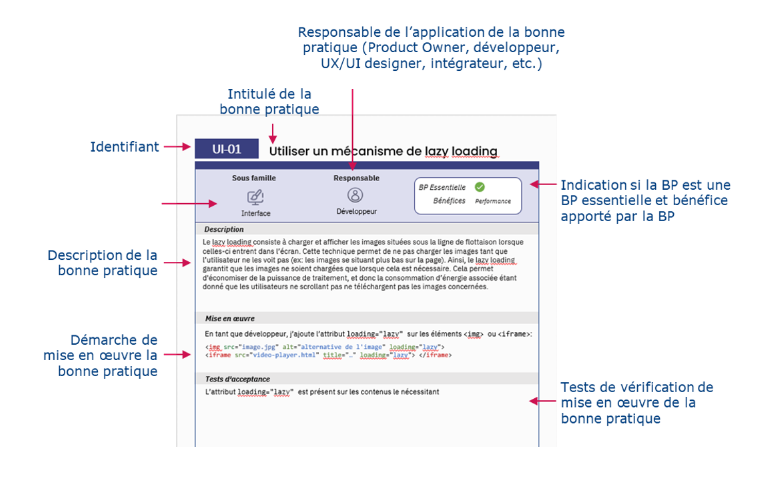 Responsable de l’application de la bonne
pratique (Product Owner, développeur,
UX/UI designer, intégrateur, etc.)
Intitulé de la
bonne pratique
Identifiant
UI-01
Utiliser un mécanisme de lazy loading
Sous famille
Responsable
BP Essentielle
Bénéfices
Performance
Interface
Développeur
Indication si la BP est une
BP essentielle et bénéfice
apporté par la BP
Description de la
bonne pratique
Description
Le lazy loading consiste à charger et afficher les images situées sous la ligne de flottaison lorsque
celles-ci entrent dans l'écran. Cette technique permet de ne pas charger les images tant que
l'utilisateur ne les voit pas (ex: les images se situant plus bas sur la page). Ainsi, le lazy loading
garantit que les images ne soient chargées que lorsque cela est nécessaire. Cela permet
d'économiser de la puissance de traitement, et donc la consommation d'énergie associée étant
donné que les utilisateurs ne scrollant pas ne téléchargent pas les images concernées.
Démarche de
mise en œuvre la
bonne pratique
Mise en œuvre
En tant que développeur, j'ajoute l'attribut loading="lazy" sur les éléments <img> ou <iframe>:
<img src="image.jpg" alt="alternative de l'image" loading="lazy">
<iframe src="video-player.html" title="…" loading="lazy"> </iframe>
Tests d'acceptance
L'attribut loading="lazy" est présent sur les contenus le nécessitant
Tests de vérification de
mise en œuvre de la
bonne pratique